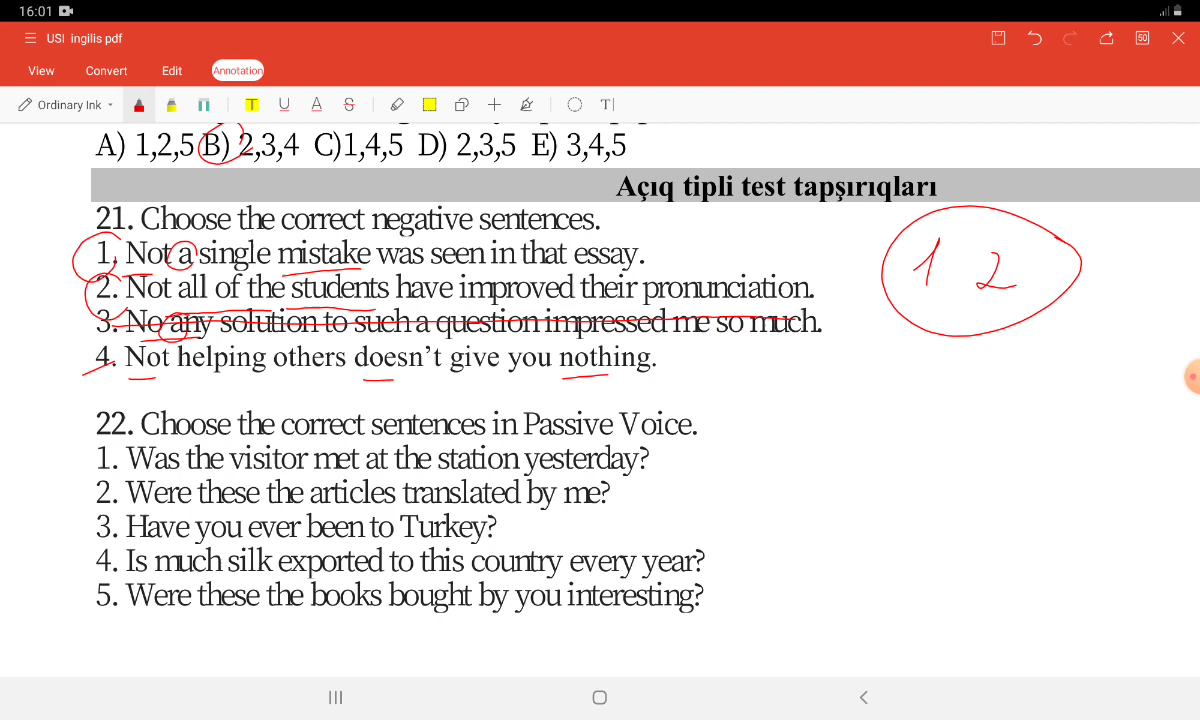 16:01
USI ingilis pdf
50
View Convert Edit Annotation
Ordinary Ink T U A S T
A) 1,2,5 B) 2,3,4 C)1,4,5 D) 2,3,5 E) 3,4,5
Açıq tipli test tapşırıqları
21. Choose the correct negative sentences.
1. Not a single mistake was seen in that essay.
2. Not all of the students have improved their pronunciation.
3. No any solution to such a question impressed me so much.
4. Not helping others doesn't give you nothing.
1 2
22. Choose the correct sentences in Passive Voice.
1. Was the visitor met at the station yesterday?
2. Were these the articles translated by me?
3. Have you ever been to Turkey?
4. Is much silk exported to this country every year?
5. Were these the books bought by you interesting?